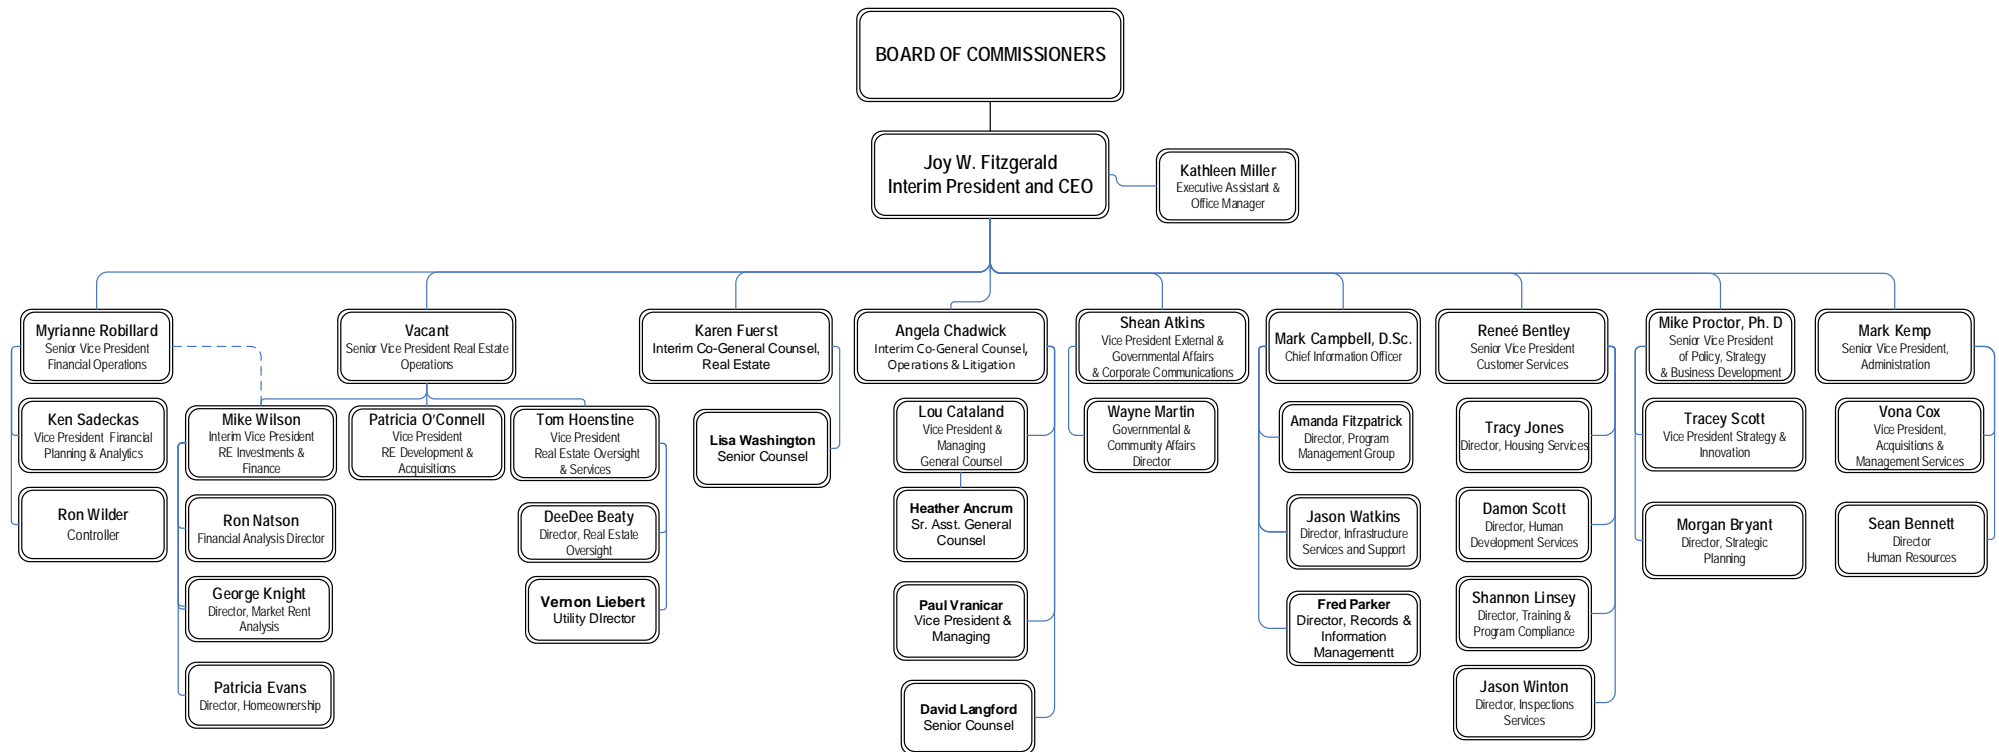 BOARD OF COMMISSIONERS
Joy W. Fitzgerald
Interim President and CEO
Kathleen Miller
Executive Assistant &
Office Manager
Myrianne Robillard
Senior Vice President
Financial Operations
Vacant
Senior Vice President Real Estate
Operations
Karen Fuerst
Interim Co-General Counsel,
Real Estate
Angela Chadwick
Interim Co-General Counsel,
Operations & Litigation
Shean Atkins
Vice President External &
Governmental Affairs
& Corporate Communications
Mark Campbell, D.Sc.
Chief Information Officer
Reneé Bentley
Senior Vice President
Customer Services
Mike Proctor, Ph. D
Senior Vice President
of Policy, Strategy
& Business Development
Mark Kemp
Senior Vice President,
Administration
Ken Sadeckas
Vice President Financial
Planning & Analytics
Mike Wilson
Interim Vice President
RE Investments &
Finance
Patricia O'Connell
Vice President
RE Development &
Acquisitions
Tom Hoenstine
Vice President
Real Estate Oversight
& Services
Lisa Washington
Senior Counsel
Lou Cataland
Vice President &
Managing
General Counsel
Wayne Martin
Governmental &
Community Affairs
Director
Amanda Fitzpatrick
Director, Program
Management Group
Tracy Jones
Director, Housing Services
Tracey Scott
Vice President Strategy &
Innovation
Vona Cox
Vice President,
Acquisitions &
Management Services
Ron Wilder
Controller
Ron Natson
Financial Analysis Director
DeeDee Beaty
Director, Real Estate
Oversight
Heather Ancrum
Sr. Asst. General
Counsel
Jason Watkins
Director, Infrastructure
Services and Support
Damon Scott
Director, Human
Development Services
Morgan Bryant
Director, Strategic
Planning
Sean Bennett
Director
Human Resources
George Knight
Director, Market Rent
Analysis
Vernon Liebert
Utility DIrector
Paul Vranicar
Vice President &
Managing
Fred Parker
Director, Records &
Information
Managementt
Shannon Linsey
Director, Training &
Program Compliance
Patricia Evans
Director, Homeownership
David Langford
Senior Counsel
Jason Winton
Director, Inspections
Services